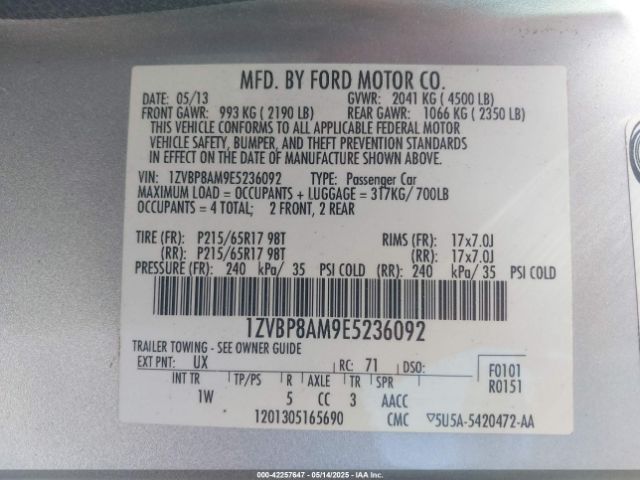 MFD. BY FORD MOTOR CO.
DATE: 05/13 GVWR: 2041 KG ( 4500 LB)
FRONT GAWR: 993 KG ( 2190 LB) REAR GAWR: 1066 KG ( 2350 LB)
THIS VEHICLE CONFORMS TO ALL APPLICABLE FEDERAL MOTOR
VEHICLE SAFETY, BUMPER, AND THEFT PREVENTION STANDARDS
IN EFFECT ON THE DATE OF MANUFACTURE SHOWN ABOVE.
VIN: 1ZVBP8AM9E5236092 TYPE: Passenger Car
MAXIMUM LOAD = OCCUPANTS + LUGGAGE = 317KG/ 700LB
OCCUPANTS = 4 TOTAL; 2 FRONT, 2 REAR
TIRE (FR): P215/65R17 98T RIMS (FR): 17x7.0J
(RR): P215/65R17 98T (RR): 17x7.0J
PRESSURE (FR): 240 kPa/ 35 PSI COLD (RR): 240 kPa/ 35 PSI COLD
1ZVBP8AM9E5236092
TRAILER TOWING - SEE OWNER GUIDE
EXT PNT: UX RC: 71 DSO: F0101
INT TR TP/PS R AXLE TR SPR R0151
1W 5 CC 3 AACC
1201305165690 CMC ▽5U5A-5420472-AA
000-42257647 - 05/14/2025 - IAAI.COM